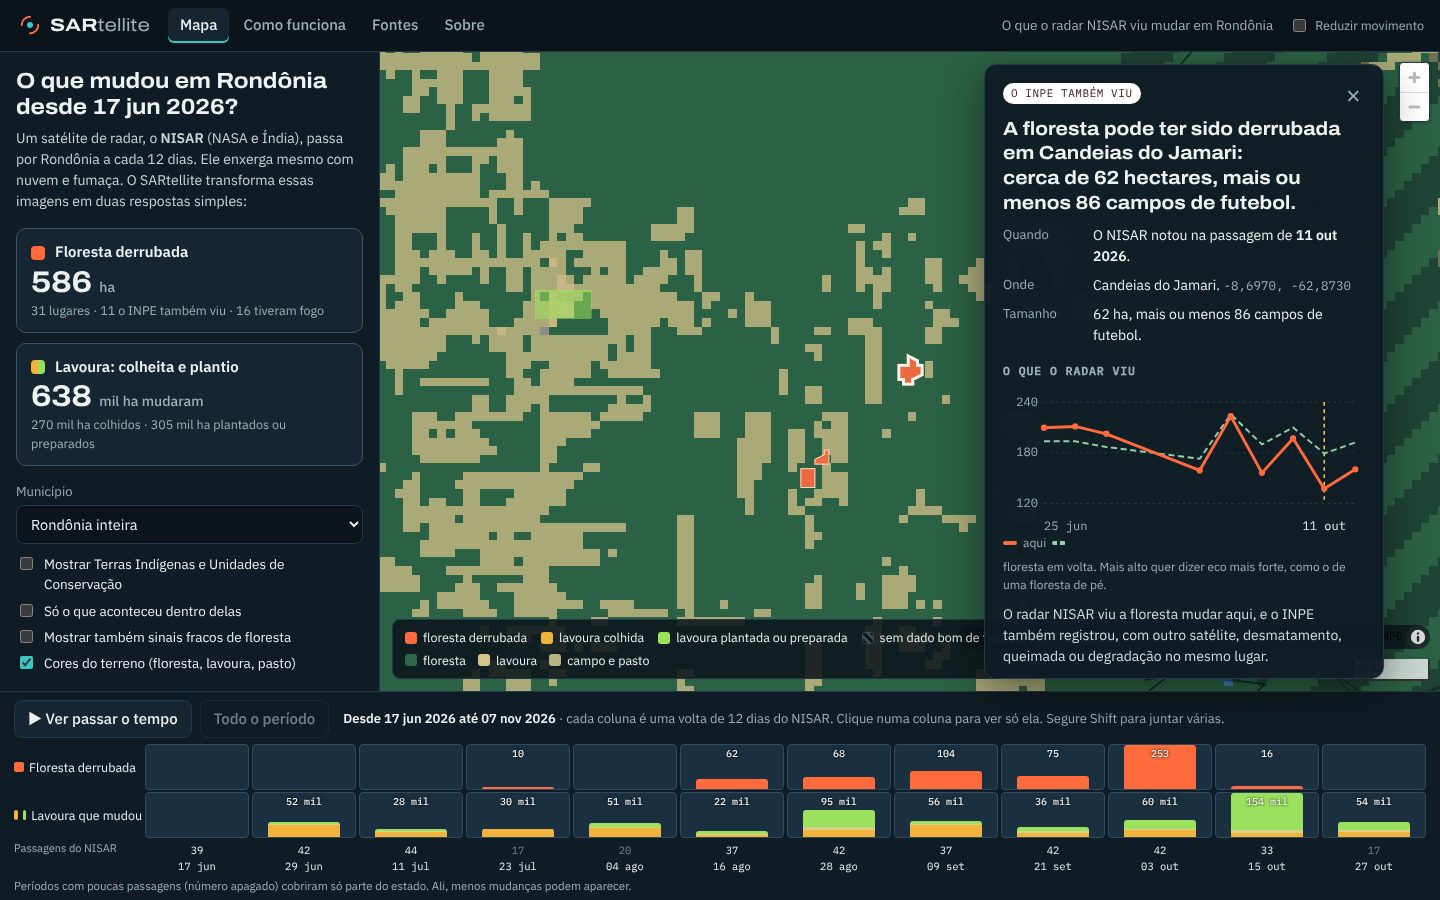 SARtellite
Mapa
Como funciona
Fontes
Sobre
O que o radar NISAR viu mudar em Rondônia
Reduzir movimento
O que mudou em Rondônia
desde 17 jun 2026?
Um satélite de radar, o NISAR (NASA e Índia), passa
por Rondônia a cada 12 dias. Ele enxerga mesmo com
nuvem e fumaça. O SARtellite transforma essas
imagens em duas respostas simples:
Floresta derrubada
586 ha
31 lugares · 11 o INPE também viu · 16 tiveram fogo
Lavoura: colheita e plantio
638 mil ha mudaram
270 mil ha colhidos · 305 mil ha plantados ou
preparados
Município
Rondônia inteira
Mostrar Terras Indígenas e Unidades de
Conservação
Só o que aconteceu dentro delas
Mostrar também sinais fracos de floresta
Cores do terreno (floresta, lavoura, pasto)
floresta derrubada
lavoura colhida
lavoura plantada ou preparada
sem dado bom de
floresta
lavoura
campo e pasto
O INPE TAMBÉM VIU
×
A floresta pode ter sido derrubada
em Candeias do Jamari:
cerca de 62 hectares, mais ou
menos 86 campos de futebol.
Quando
O NISAR notou na passagem de 11 out
2026.
Onde
Candeias do Jamari. -8,6970, -62,8730
Tamanho
62 ha, mais ou menos 86 campos de
futebol.
O QUE O RADAR VIU
240
180
120
25 jun
11 out
aqui
floresta em volta. Mais alto quer dizer eco mais forte, como o de
uma floresta de pé.
O radar NISAR viu a floresta mudar aqui, e o INPE
também registrou, com outro satélite, desmatamento,
queimada ou degradação no mesmo lugar.
+
−
INPE
▶ Ver passar o tempo
Todo o período
Desde 17 jun 2026 até 07 nov 2026 · cada coluna é uma volta de 12 dias do NISAR. Clique numa coluna para ver só ela. Segure Shift para juntar várias.
Floresta derrubada
10 62 68 104 75 253 16
Lavoura que mudou
52 mil 28 mil 30 mil 51 mil 22 mil 95 mil 56 mil 36 mil 60 mil 154 mil 54 mil
Passagens do NISAR
39 42 44 17 20 37 42 37 42 42 33 17
17 jun 29 jun 11 jul 23 jul 04 ago 16 ago 28 ago 09 set 21 set 03 out 15 out 27 out
Períodos com poucas passagens (número apagado) cobriram só parte do estado. Ali, menos mudanças podem aparecer.